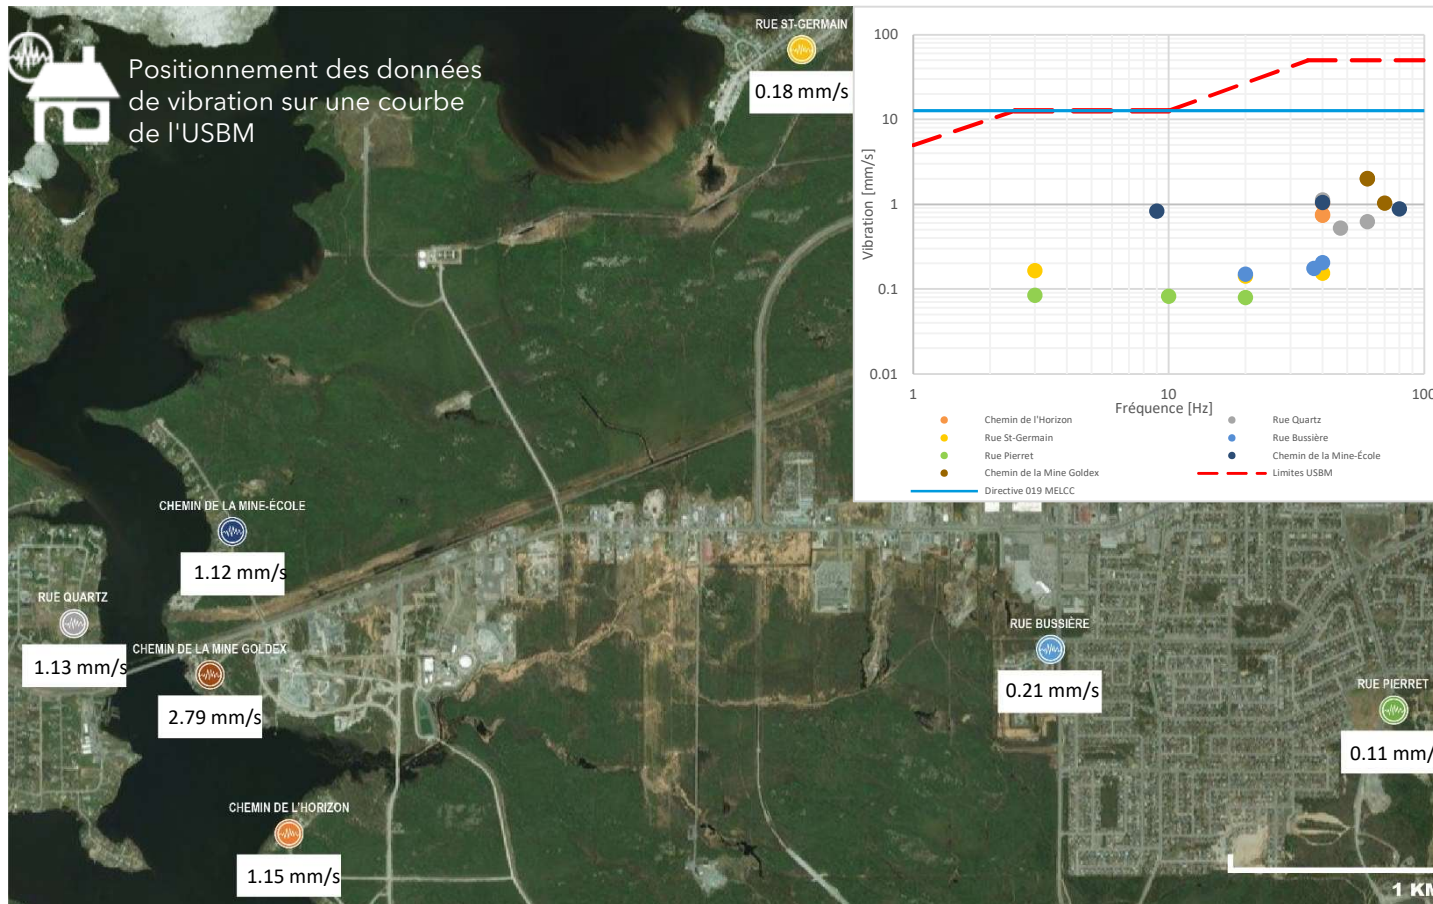 Positionnement des données
de vibration sur une courbe
de l'USBM
RUE ST-GERMAIN
0.18 mm/s
CHEMIN DE LA MINE-ÉCOLE
1.12 mm/s
RUE QUARTZ
1.13 mm/s
CHEMIN DE LA MINE GOLDEX
2.79 mm/s
CHEMIN DE L'HORIZON
1.15 mm/s
RUE BUSSIÈRE
0.21 mm/s
RUE PIERRET
0.11 mm/
1 KM
Vibration [mm/s]
100
10
1
0.1
0.01
1
10
100
Fréquence [Hz]
Chemin de l'Horizon
Rue Quartz
Rue St-Germain
Rue Bussière
Rue Pierret
Chemin de la Mine-École
Chemin de la Mine Goldex
Limites USBM
Directive 019 MELCC